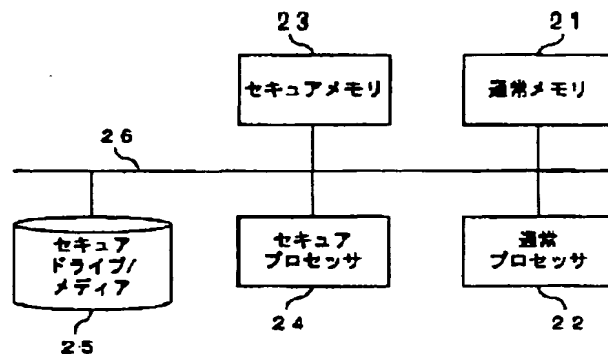 23
21
セキュアメモリ
通常メモリ
26
セキュア
ドライブ/
メディア
セキュア
プロセッサ
通常
プロセッサ
25
24
22